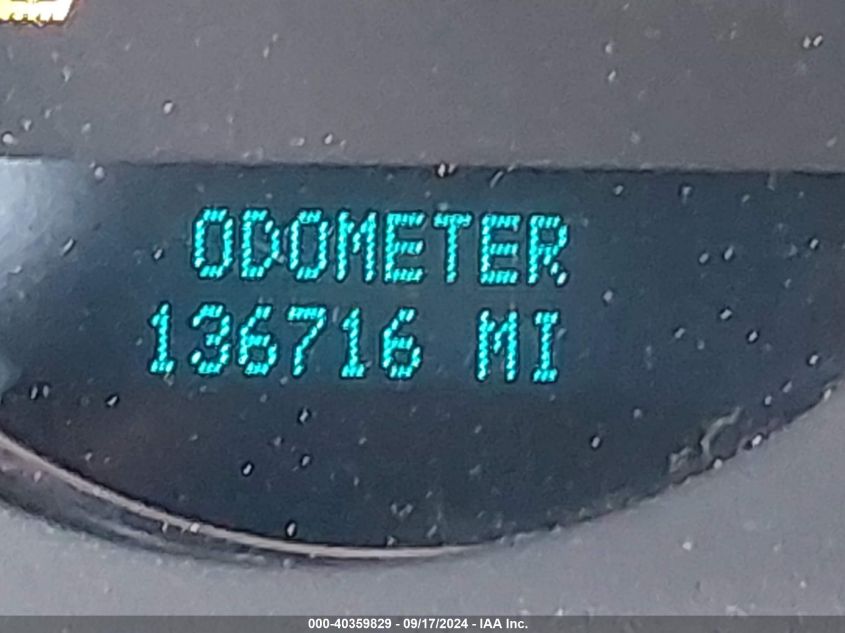 ODOMETER
136716 MI
000-40359829 - 09/17/2024 - IAA Inc.